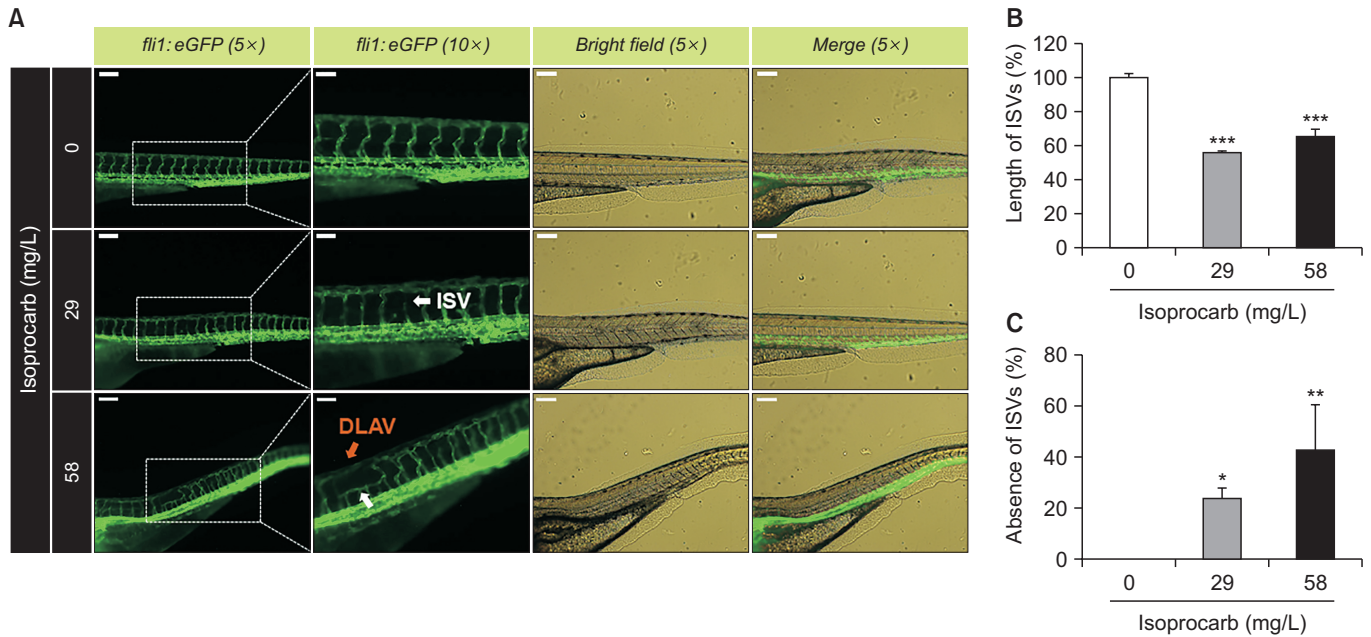 A
fli1: eGFP (5×)
fli1: eGFP (10×)
Bright field (5×)
Merge (5×)
Isoprocarb (mg/L)
0
29
58
ISV
DLAV
B
Length of ISVs (%)
120
100
80
60
40
20
0
***
***
0 29 58
Isoprocarb (mg/L)
C
Absence of ISVs (%)
80
60
40
20
0
*
**
0 29 58
Isoprocarb (mg/L)